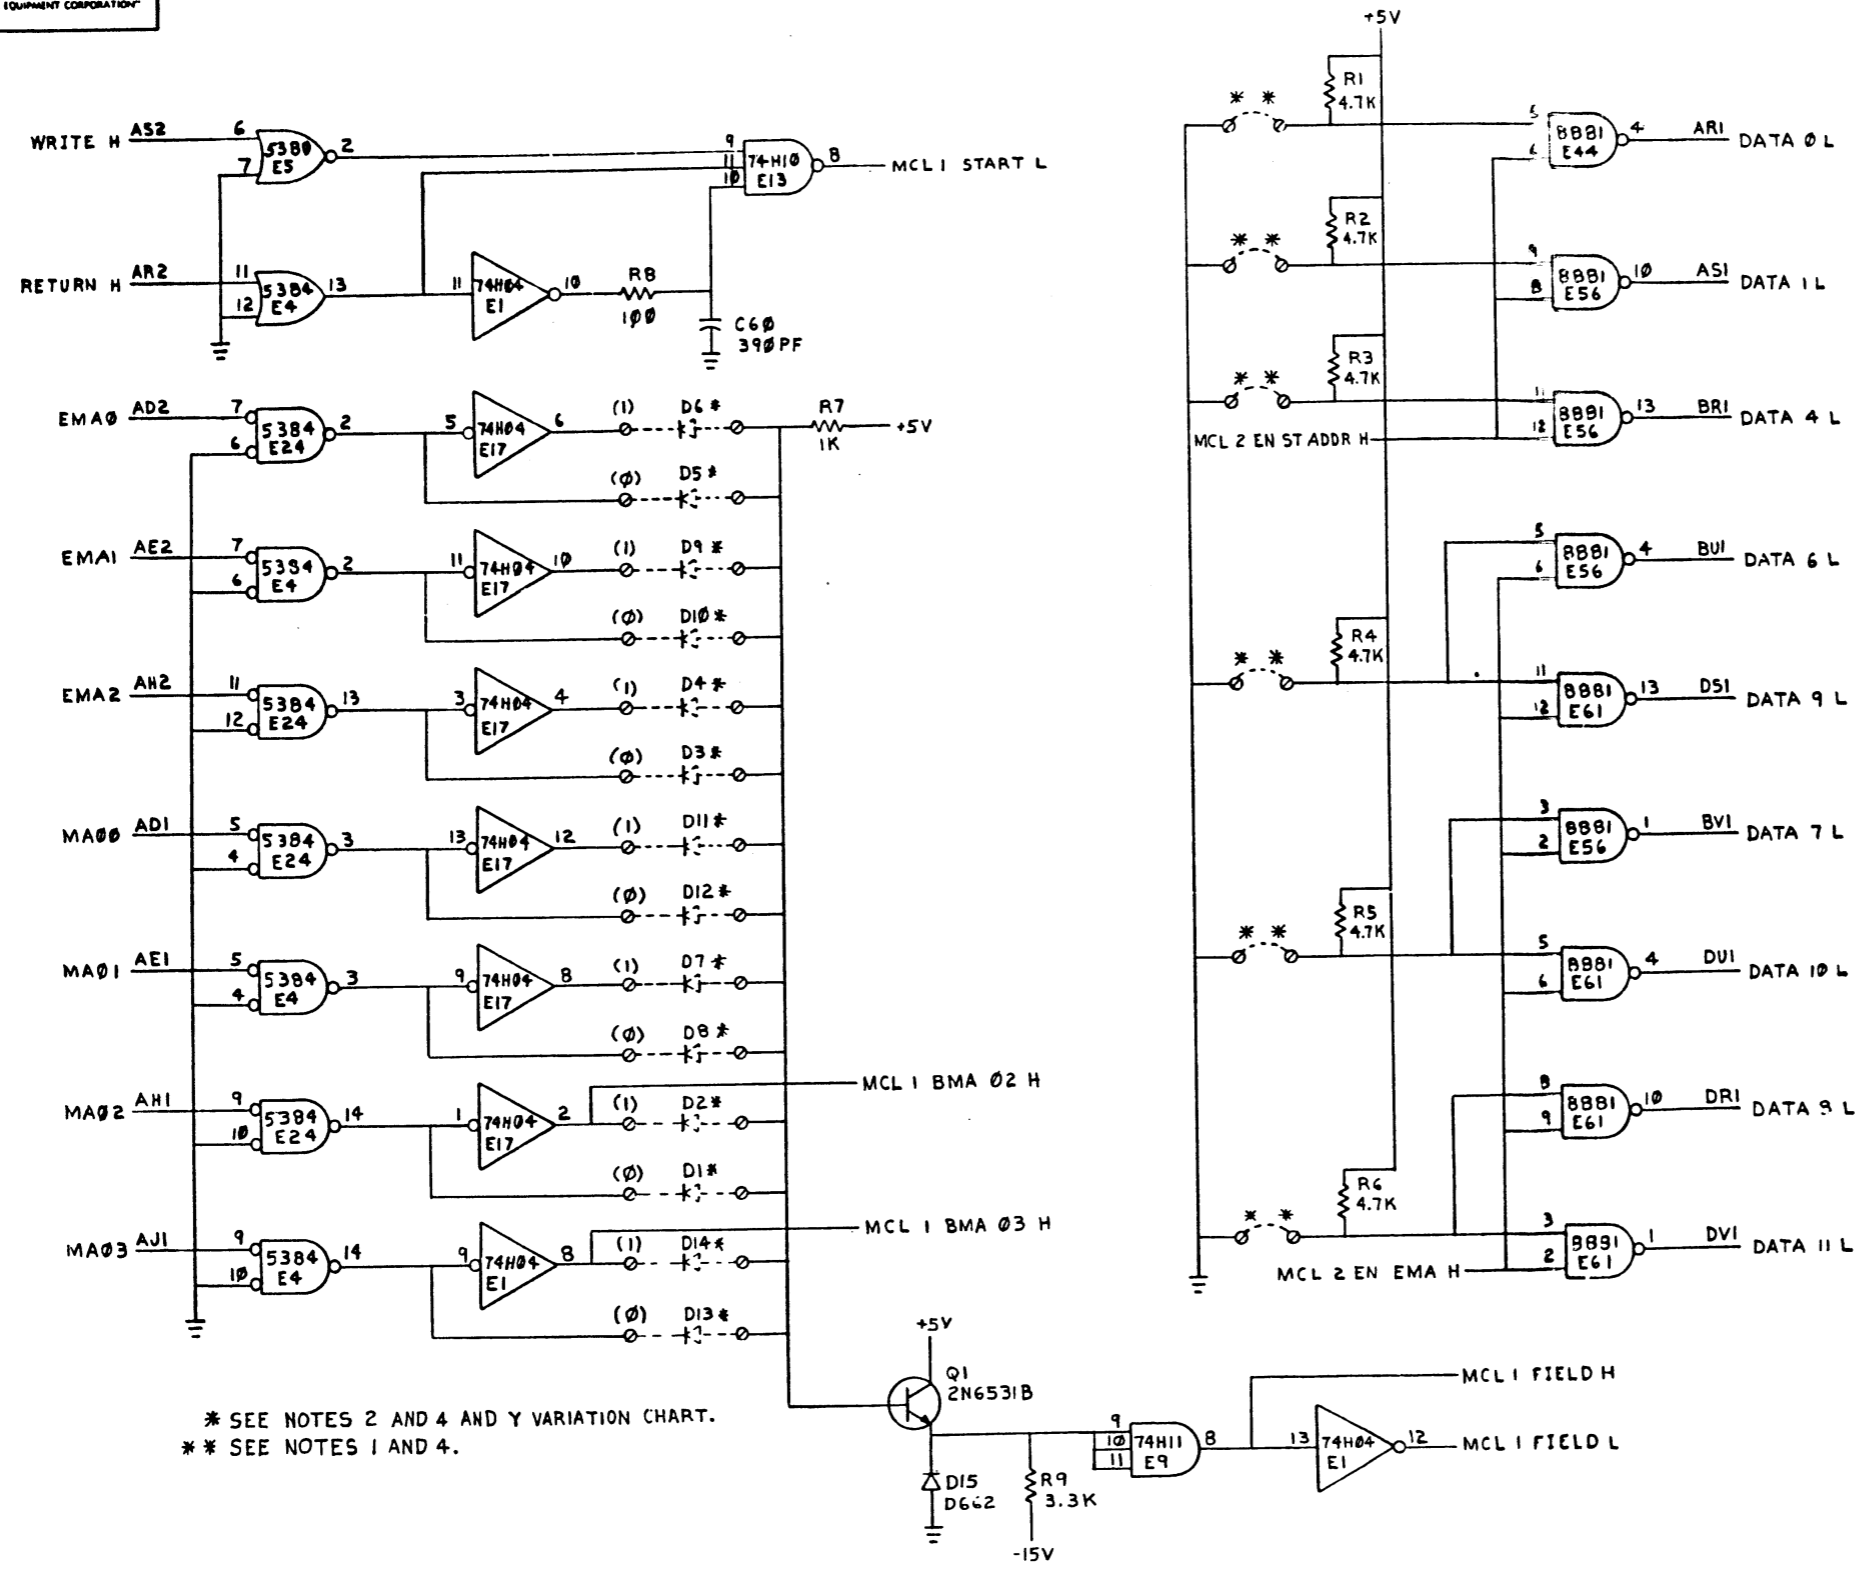 EQUIPMENT CORPORATION"
WRITE H AS2 6 7 5380 E5 2
9 11 10 74H10 E13 8 MCL1 START L
RETURN H AR2 11 12 5384 E4 13
11 74H04 E1 10 R8 100
C60 390PF
EMA0 AD2 7 6 5384 E24 2 5 74H04 E17 6 (1) D6* R7 1K +5V
(0) D5*
EMA1 AE2 7 6 5384 E4 2 11 74H04 E17 10 (1) D9*
(0) D10*
EMA2 AH2 11 12 5384 E24 13 3 74H04 E17 4 (1) D4*
(0) D3*
MA00 AD1 5 4 5384 E24 3 13 74H04 E17 12 (1) D11*
(0) D12*
MA01 AE1 5 4 5384 E4 3 9 74H04 E17 8 (1) D7*
(0) D8*
MCL 1 BMA 02 H
MA02 AH1 9 10 5384 E24 14 1 74H04 E17 2 (1) D2*
(0) D1*
MCL 1 BMA 03 H
MA03 AJ1 9 10 5384 E4 14 9 74H04 E1 8 (1) D14*
(0) D13*
* SEE NOTES 2 AND 4 AND Y VARIATION CHART.
** SEE NOTES 1 AND 4.
+5V
Q1
2N6531B
D15
D662
R9
3.3K
-15V
9 10 11 74H11 E9 8
13 74H04 E1 12
MCL 1 FIELD H
MCL 1 FIELD L
+5V
* * R1 4.7K 5 8881 E44 4 AR1 DATA 0 L
* * R2 4.7K 9 8 8881 E56 10 AS1 DATA 1 L
* * R3 4.7K 11 12 8881 E56 13 BR1 DATA 4 L
MCL 2 EN ST ADDR H
5 6 8881 E56 4 BU1 DATA 6 L
* * R4 4.7K 11 12 8881 E61 13 DS1 DATA 9 L
3 2 8881 E56 1 BV1 DATA 7 L
* * R5 4.7K 5 6 8881 E61 4 DU1 DATA 10 L
8 9 8881 E61 10 DR1 DATA 8 L
* * R6 4.7K 3 2 8881 E61 1 DV1 DATA 11 L
MCL 2 EN EMA H